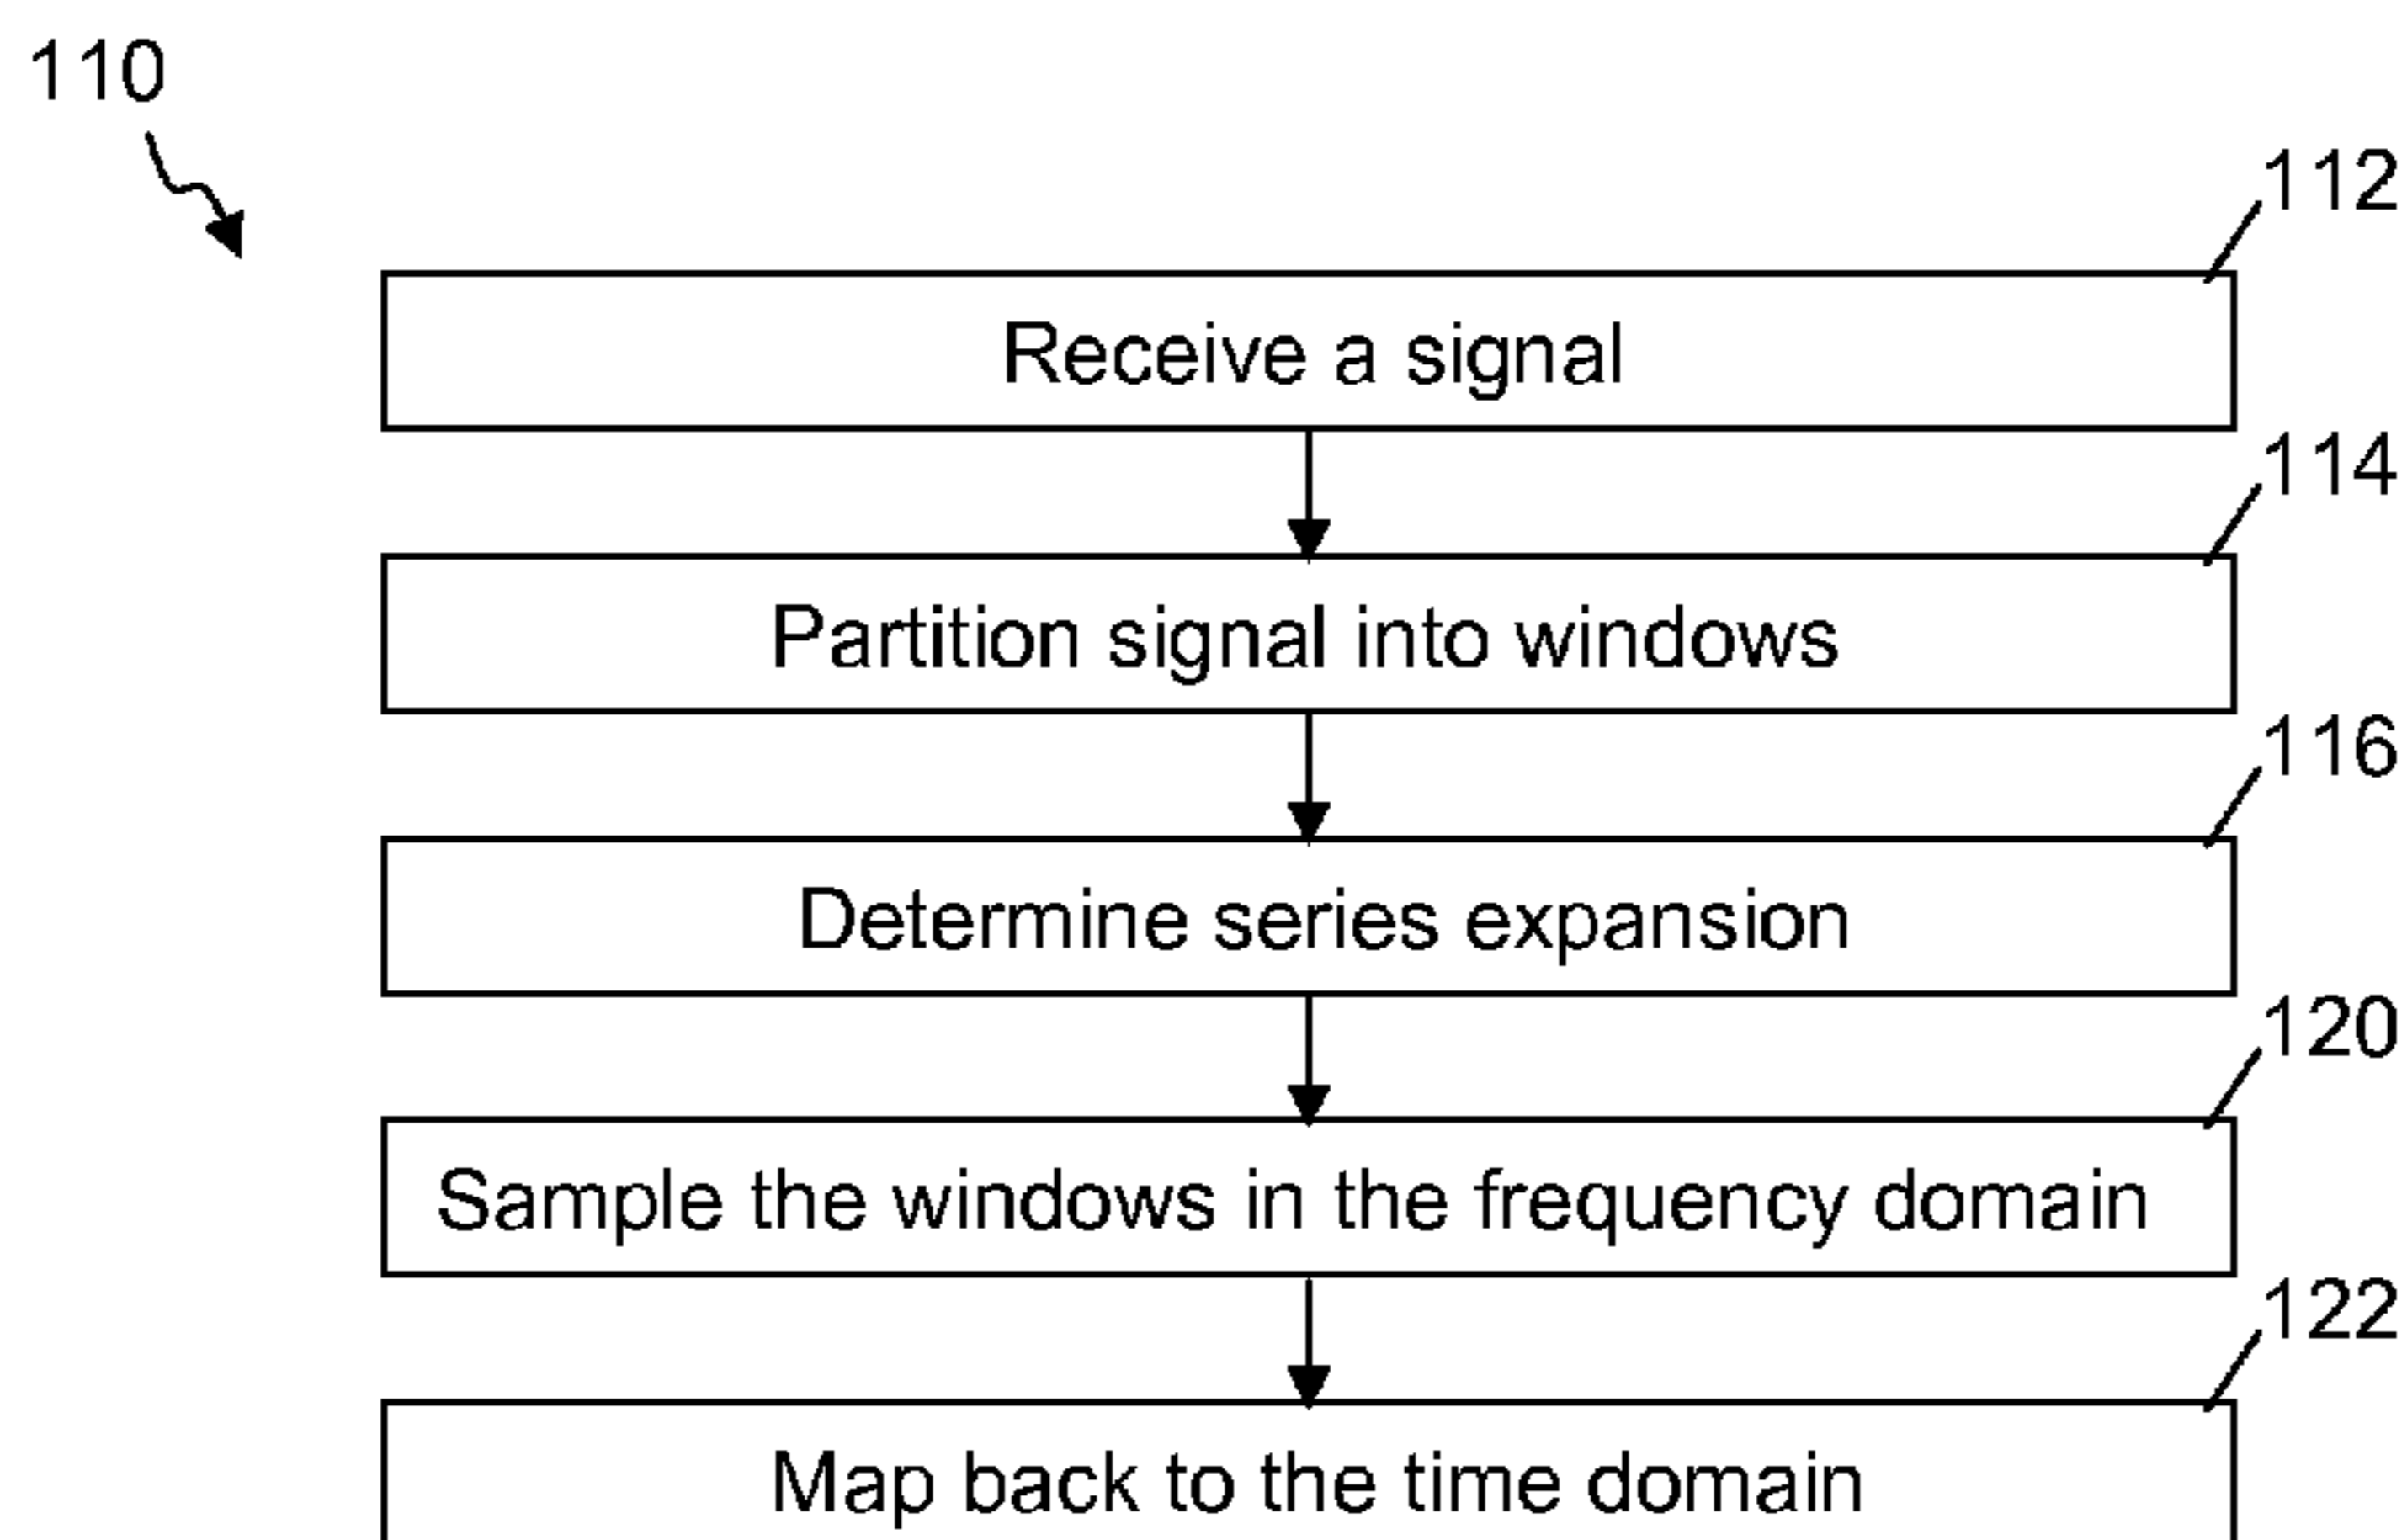 110
112
Receive a signal
114
Partition signal into windows
116
Determine series expansion
120
Sample the windows in the frequency domain
122
Map back to the time domain